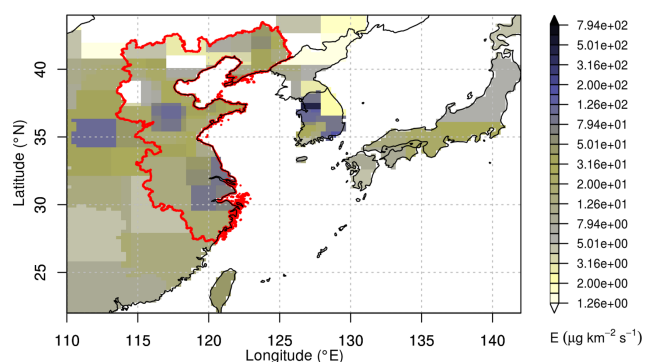 40
35
30
25
Latitude (°N)
110 115 120 125 130 135 140
Longitude (°E)
7.94e+02
5.01e+02
3.16e+02
2.00e+02
1.26e+02
7.94e+01
5.01e+01
3.16e+01
2.00e+01
1.26e+01
7.94e+00
5.01e+00
3.16e+00
2.00e+00
1.26e+00
E (µg km⁻² s⁻¹)